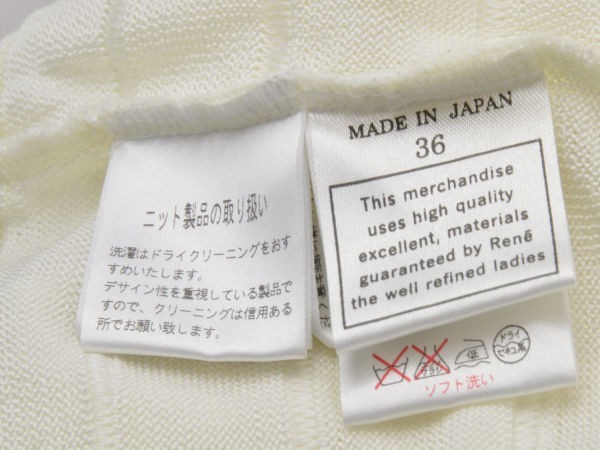 ニット製品の取り扱い
洗濯はドライクリーニングをおす
すめいたします。
デザイン性を重視している製品で
すので、クリーニングは信用ある
所でお願い致します。
MADE IN JAPAN
36
This merchandise
uses high quality
excellent, materials
guaranteed by René
the well refined ladies
低
ドライ
セキユ系
ソフト洗い